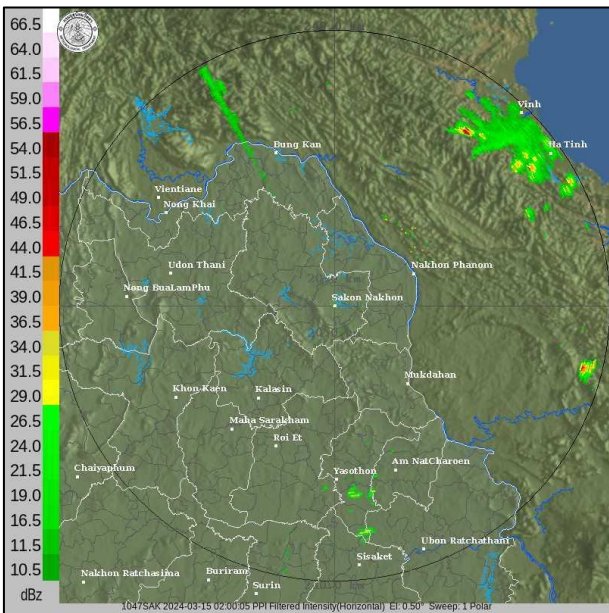 66.5
64.0
61.5
59.0
56.5
54.0
51.5
49.0
46.5
44.0
41.5
39.0
36.5
34.0
31.5
29.0
26.5
24.0
21.5
19.0
16.5
14.0
11.5
10.5
dBz
Vinh
Ha Tinh
Bung Kan
Vientiane
Nong Khai
Udon Thani
Nakhon Phanom
Nong BuaLamPhu
Sakon Nakhon
Mukdahan
Khon Kaen
Kalasin
Maha Sarakham
Roi Et
Chaiyaphum
Yasothon
Am NatCharoen
Ubon Ratchathani
Sisaket
Nakhon Ratchasima
Buriram
Surin
1047SAK 2024-03-15 02:00:05 PPI Filtered Intensity(Horizontal) El: 0.50° Sweep: 1 Polar